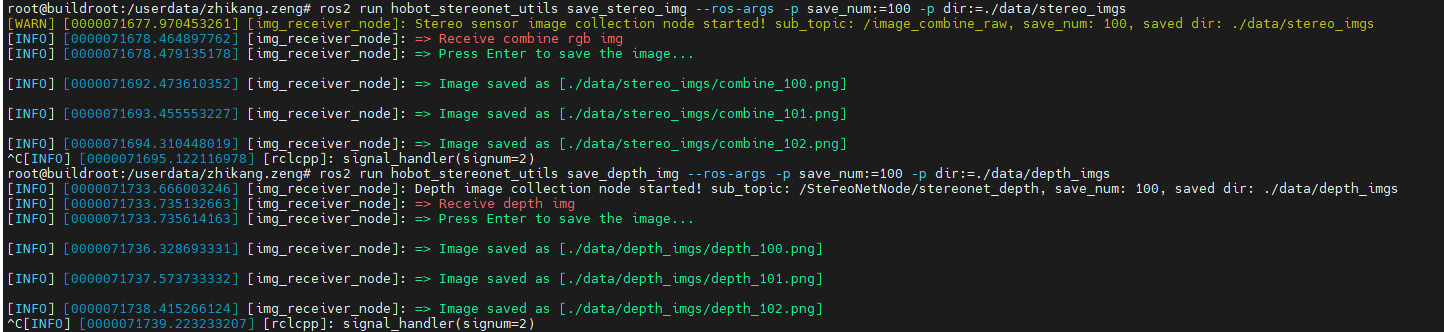 root@buildroot:/userdata/zhikang.zeng# ros2 run hobot_stereonet_utils save_stereo_img --ros-args -p save_num:=100 -p dir:=./data/stereo_imgs
[WARN] [0000071677.970453261] [img_receiver_node]: Stereo sensor image collection node started! sub_topic: /image_combine_raw, save_num: 100, saved dir: ./data/stereo_imgs
[INFO] [0000071678.464897762] [img_receiver_node]: => Receive combine rgb img
[INFO] [0000071678.479135178] [img_receiver_node]: => Press Enter to save the image...
[INFO] [0000071692.473610352] [img_receiver_node]: => Image saved as [./data/stereo_imgs/combine_100.png]
[INFO] [0000071693.455553227] [img_receiver_node]: => Image saved as [./data/stereo_imgs/combine_101.png]
[INFO] [0000071694.310448019] [img_receiver_node]: => Image saved as [./data/stereo_imgs/combine_102.png]
^C[INFO] [0000071695.122116978] [rclcpp]: signal_handler(signum=2)
root@buildroot:/userdata/zhikang.zeng# ros2 run hobot_stereonet_utils save_depth_img --ros-args -p save_num:=100 -p dir:=./data/depth_imgs
[INFO] [0000071733.666003246] [img_receiver_node]: Depth image collection node started! sub_topic: /StereoNetNode/stereonet_depth, save_num: 100, saved dir: ./data/depth_imgs
[INFO] [0000071733.735132663] [img_receiver_node]: => Receive depth img
[INFO] [0000071733.735614163] [img_receiver_node]: => Press Enter to save the image...
[INFO] [0000071736.328693331] [img_receiver_node]: => Image saved as [./data/depth_imgs/depth_100.png]
[INFO] [0000071737.573733332] [img_receiver_node]: => Image saved as [./data/depth_imgs/depth_101.png]
[INFO] [0000071738.415266124] [img_receiver_node]: => Image saved as [./data/depth_imgs/depth_102.png]
^C[INFO] [0000071739.223233207] [rclcpp]: signal_handler(signum=2)